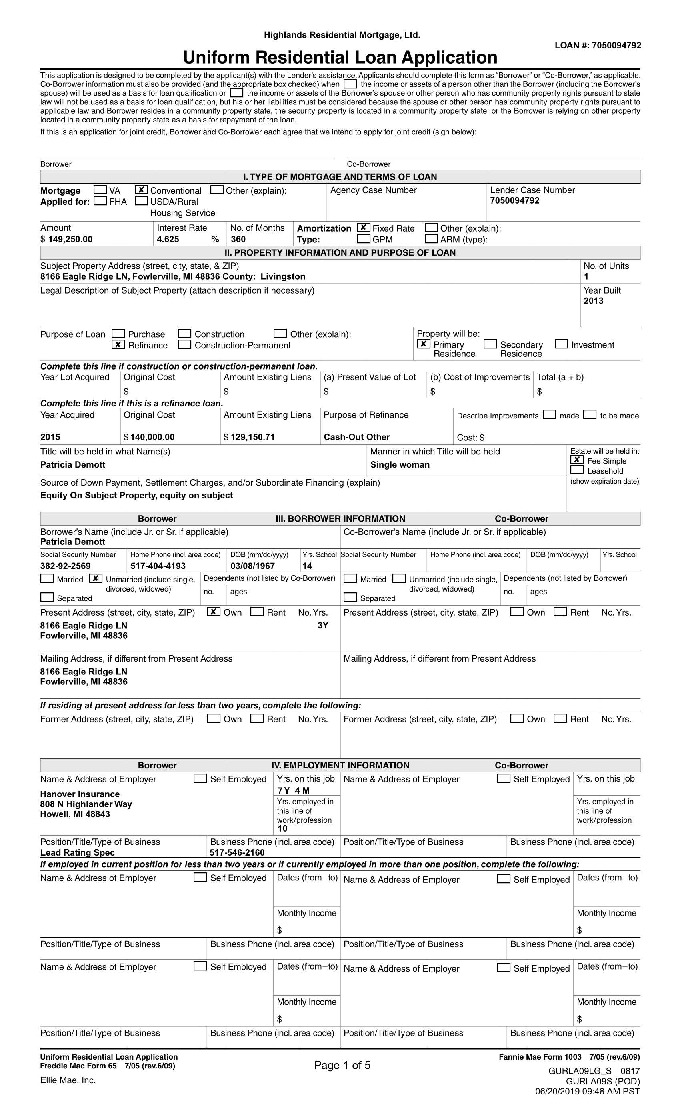 Highlands Residential Mortgage, Ltd.
LOAN #: 7050094792
Uniform Residential Loan Application
This application is designed to be completed by the applicant(s) with the Lender's assistance. Applicants should complete this form as "Borrower" or "Co-Borrower," as applicable.
Co-Borrower information must also be provided (and the appropriate box checked) when the income or assets of a person other than the Borrower (including the Borrower's
spouse) will be used as a basis for loan qualification or the income or assets of the Borrower's spouse or other person who has community property rights pursuant to state
law will not be used as a basis for loan qualification, but his or her liabilities must be considered because the spouse or other person has community property rights pursuant to
applicable law and Borrower resides in a community property state, the security property is located in a community property state, or the Borrower is relying on other property
located in a community property state as a basis for repayment of the loan.
If this is an application for joint credit, Borrower and Co-Borrower each agree that we intend to apply for joint credit (sign below):
Borrower Co-Borrower
I. TYPE OF MORTGAGE AND TERMS OF LOAN
Mortgage VA X Conventional Other (explain): Agency Case Number Lender Case Number
Applied for: FHA USDA/Rural 7050094792
Housing Service
Amount Interest Rate No. of Months Amortization X Fixed Rate Other (explain):
$ 149,250.00 4.625 % 360 Type: GPM ARM (type):
II. PROPERTY INFORMATION AND PURPOSE OF LOAN
Subject Property Address (street, city, state, & ZIP) No. of Units
8166 Eagle Ridge LN, Fowlerville, MI 48836 County: Livingston 1
Legal Description of Subject Property (attach description if necessary) Year Built
2013
Purpose of Loan Purchase Construction Other (explain): Property will be:
X Refinance Construction-Permanent X Primary Residence Secondary Residence Investment
Complete this line if construction or construction-permanent loan.
Year Lot Acquired Original Cost Amount Existing Liens (a) Present Value of Lot (b) Cost of Improvements Total (a + b)
$ $ $ $ $
Complete this line if this is a refinance loan.
Year Acquired Original Cost Amount Existing Liens Purpose of Refinance Describe Improvements made to be made
2015 $ 140,000.00 $ 129,150.71 Cash-Out Other Cost: $
Title will be held in what Name(s) Manner in which Title will be held Estate will be held in:
Patricia Demott Single woman X Fee Simple
Leasehold
Source of Down Payment, Settlement Charges, and/or Subordinate Financing (explain) (show expiration date)
Equity On Subject Property, equity on subject
Borrower III. BORROWER INFORMATION Co-Borrower
Borrower's Name (include Jr. or Sr. if applicable) Co-Borrower's Name (include Jr. or Sr. if applicable)
Patricia Demott
Social Security Number Home Phone (incl. area code) DOB (mm/dd/yyyy) Yrs. School Social Security Number Home Phone (incl. area code) DOB (mm/dd/yyyy) Yrs. School
382-92-2569 517-404-4193 03/08/1967 14
Married X Unmarried (include single, Dependents (not listed by Co-Borrower) Married Unmarried (include single, Dependents (not listed by Borrower)
divorced, widowed) no. ages divorced, widowed) no. ages
Separated Separated
Present Address (street, city, state, ZIP) X Own Rent No. Yrs. Present Address (street, city, state, ZIP) Own Rent No. Yrs.
8166 Eagle Ridge LN 3Y
Fowlerville, MI 48836
Mailing Address, if different from Present Address Mailing Address, if different from Present Address
8166 Eagle Ridge LN
Fowlerville, MI 48836
If residing at present address for less than two years, complete the following:
Former Address (street, city, state, ZIP) Own Rent No. Yrs. Former Address (street, city, state, ZIP) Own Rent No. Yrs.
Borrower IV. EMPLOYMENT INFORMATION Co-Borrower
Name & Address of Employer Self Employed Yrs. on this job Name & Address of Employer Self Employed Yrs. on this job
Hanover Insurance 7 Y 4 M
808 N Highlander Way Yrs. employed in Yrs. employed in
Howell, MI 48843 this line of this line of
work/profession work/profession
10
Position/Title/Type of Business Business Phone (incl. area code) Position/Title/Type of Business Business Phone (incl. area code)
Lead Rating Spec 517-546-2160
If employed in current position for less than two years or if currently employed in more than one position, complete the following:
Name & Address of Employer Self Employed Dates (from–to) Name & Address of Employer Self Employed Dates (from–to)
Monthly Income Monthly Income
$ $
Position/Title/Type of Business Business Phone (incl. area code) Position/Title/Type of Business Business Phone (incl. area code)
Name & Address of Employer Self Employed Dates (from–to) Name & Address of Employer Self Employed Dates (from–to)
Monthly Income Monthly Income
$ $
Position/Title/Type of Business Business Phone (incl. area code) Position/Title/Type of Business Business Phone (incl. area code)
Uniform Residential Loan Application Fannie Mae Form 1003 7/05 (rev.6/09)
Freddie Mac Form 65 7/05 (rev.6/09) Page 1 of 5
GURLA09LG_S 0817
Ellie Mae, Inc. GURLA09S (POD)
06/20/2019 09:46 AM PST